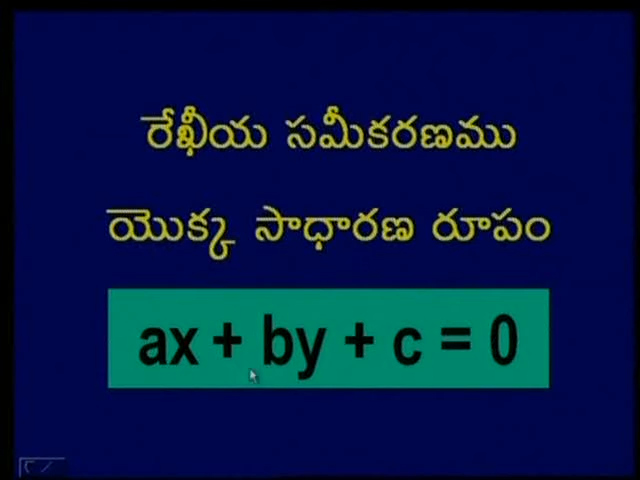 రేఖీయ సమీకరణము
యొక్క సాధారణ రూపం
ax + by + c = 0